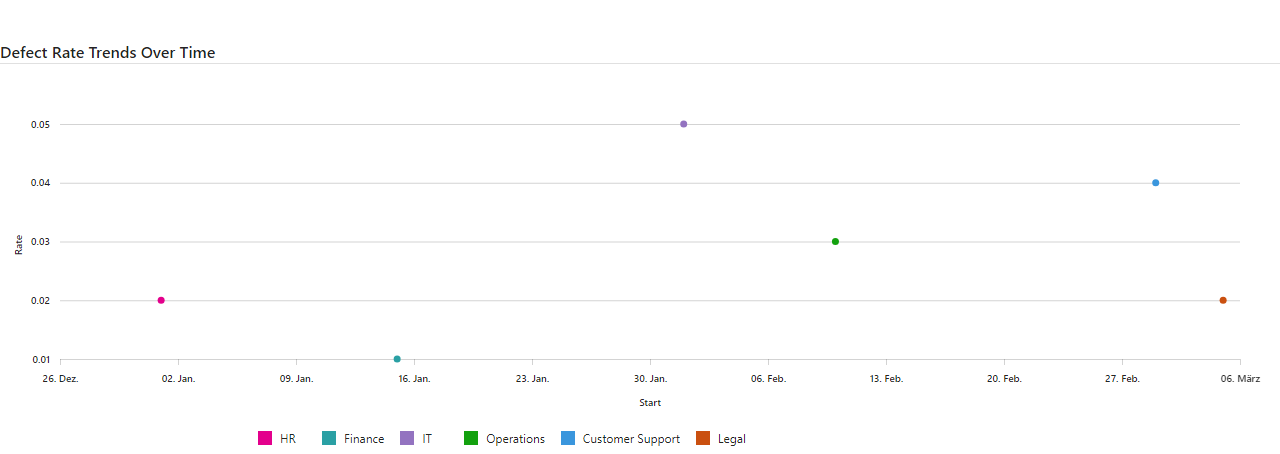 Defect Rate Trends Over Time
0.05
0.04
0.03
0.02
0.01
Rate
26. Dez.
02. Jan.
09. Jan.
16. Jan.
23. Jan.
30. Jan.
06. Feb.
13. Feb.
20. Feb.
27. Feb.
06. März
Start
HR
Finance
IT
Operations
Customer Support
Legal